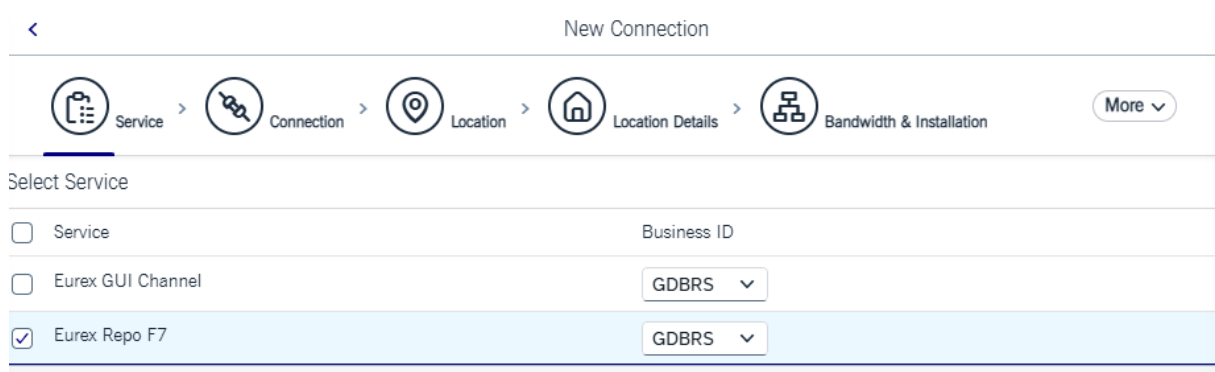 New Connection
Service > Connection > Location > Location Details > Bandwidth & Installation More
Select Service
Service Business ID
Eurex GUI Channel GDBRS
Eurex Repo F7 GDBRS